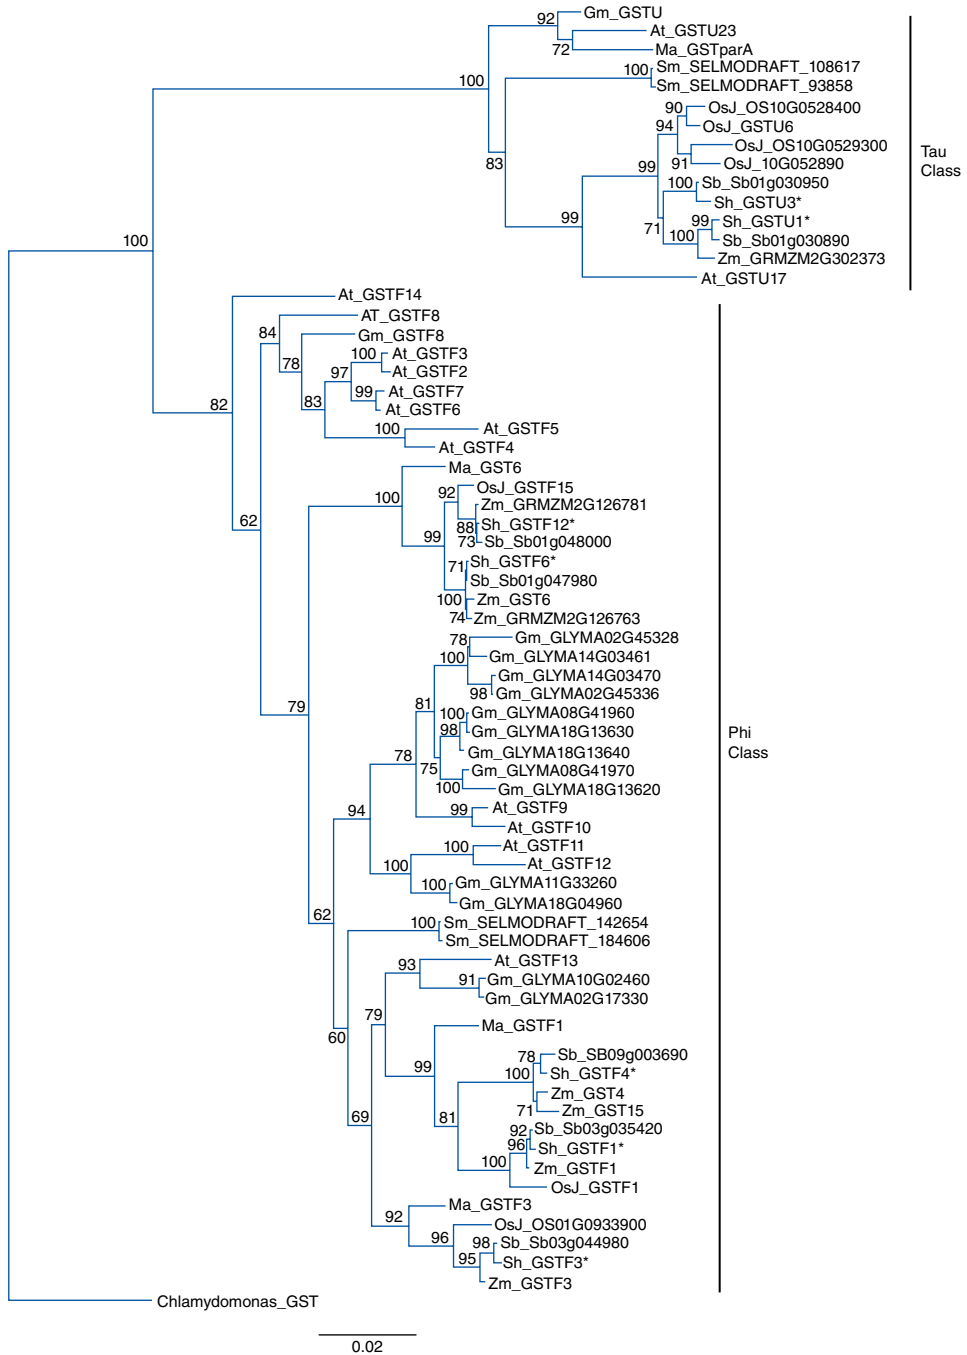 92
Gm_GSTU
At_GSTU23
72
Ma_GSTparA
100
100
Sm_SELMODRAFT_108617
Sm_SELMODRAFT_93858
83
90
OsJ_OS10G0528400
94
OsJ_GSTU6
OsJ_OS10G0529300
91
OsJ_10G052890
99
100
Sb_Sb01g030950
Sh_GSTU3*
71
99
Sh_GSTU1*
100
Sb_Sb01g030890
Zm_GRMZM2G302373
99
At_GSTU17
Tau
Class
100
At_GSTF14
82
84
AT_GSTF8
78
Gm_GSTF8
100
At_GSTF3
97
At_GSTF2
99
At_GSTF7
83
At_GSTF6
100
At_GSTF5
At_GSTF4
62
100
Ma_GST6
92
OsJ_GSTF15
Zm_GRMZM2G126781
88
Sh_GSTF12*
73
Sb_Sb01g048000
99
71
Sh_GSTF6*
Sb_Sb01g047980
100
Zm_GST6
74
Zm_GRMZM2G126763
79
78
Gm_GLYMA02G45328
100
Gm_GLYMA14G03461
Gm_GLYMA14G03470
98
Gm_GLYMA02G45336
81
100
Gm_GLYMA08G41960
98
Gm_GLYMA18G13630
Gm_GLYMA18G13640
78
75
Gm_GLYMA08G41970
100
Gm_GLYMA18G13620
99
At_GSTF9
At_GSTF10
94
100
At_GSTF11
100
At_GSTF12
100
Gm_GLYMA11G33260
Gm_GLYMA18G04960
62
100
Sm_SELMODRAFT_142654
Sm_SELMODRAFT_184606
60
93
At_GSTF13
91
Gm_GLYMA10G02460
Gm_GLYMA02G17330
79
Ma_GSTF1
99
78
Sb_SB09g003690
100
Sh_GSTF4*
Zm_GST4
71
Zm_GST15
81
92
Sb_Sb03g035420
96
Sh_GSTF1*
100
Zm_GSTF1
OsJ_GSTF1
69
92
Ma_GSTF3
96
OsJ_OS01G0933900
98
Sb_Sb03g044980
95
Sh_GSTF3*
Zm_GSTF3
Phi
Class
Chlamydomonas_GST
0.02